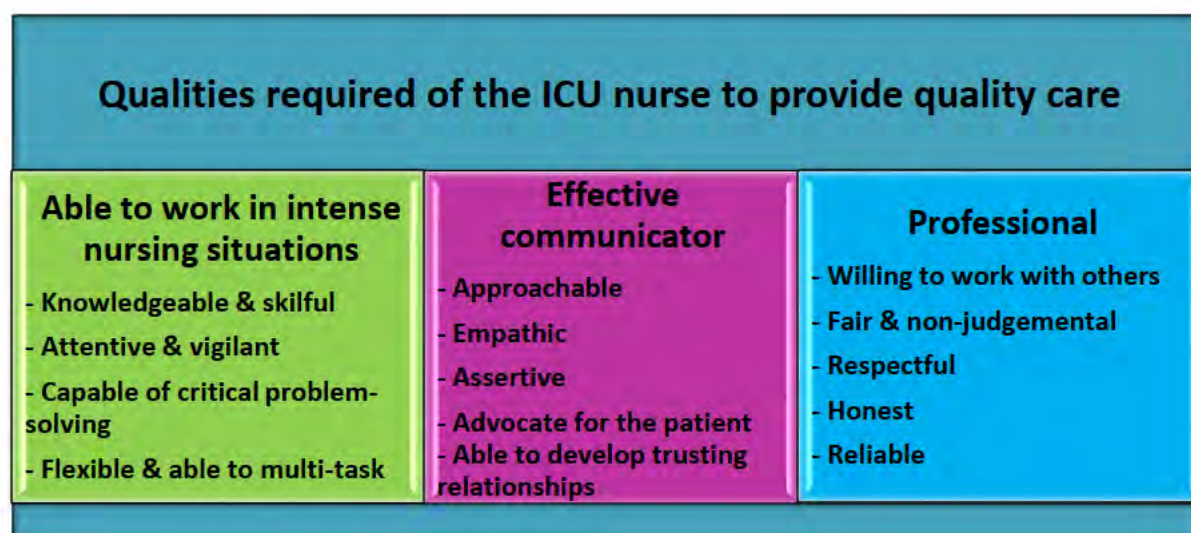 Qualities required of the ICU nurse to provide quality care
Able to work in intense
nursing situations
- Knowledgeable & skilful
- Attentive & vigilant
- Capable of critical problem-
solving
- Flexible & able to multi-task
Effective
communicator
- Approachable
- Empathic
- Assertive
- Advocate for the patient
- Able to develop trusting
relationships
Professional
- Willing to work with others
- Fair & non-judgemental
- Respectful
- Honest
- Reliable